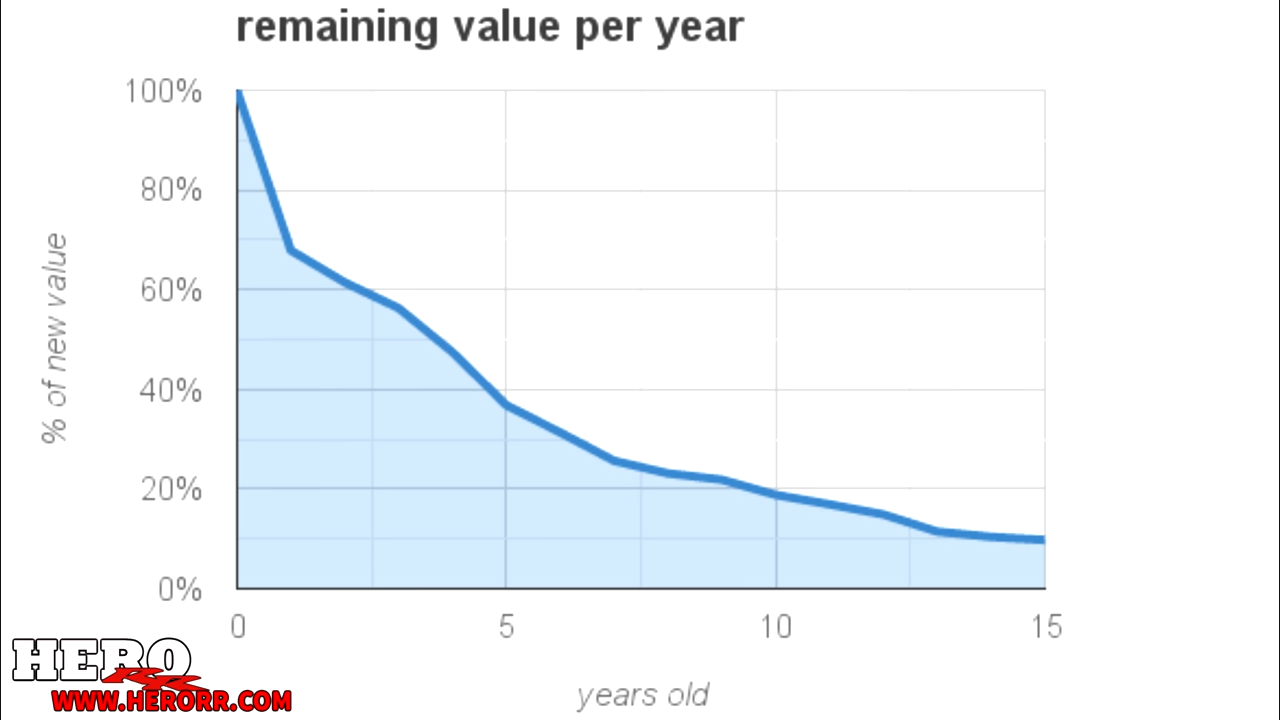 remaining value per year
100%
80%
60%
40%
20%
0%
% of new value
0 5 10 15
years old
HERO
WWW.HERORR.COM